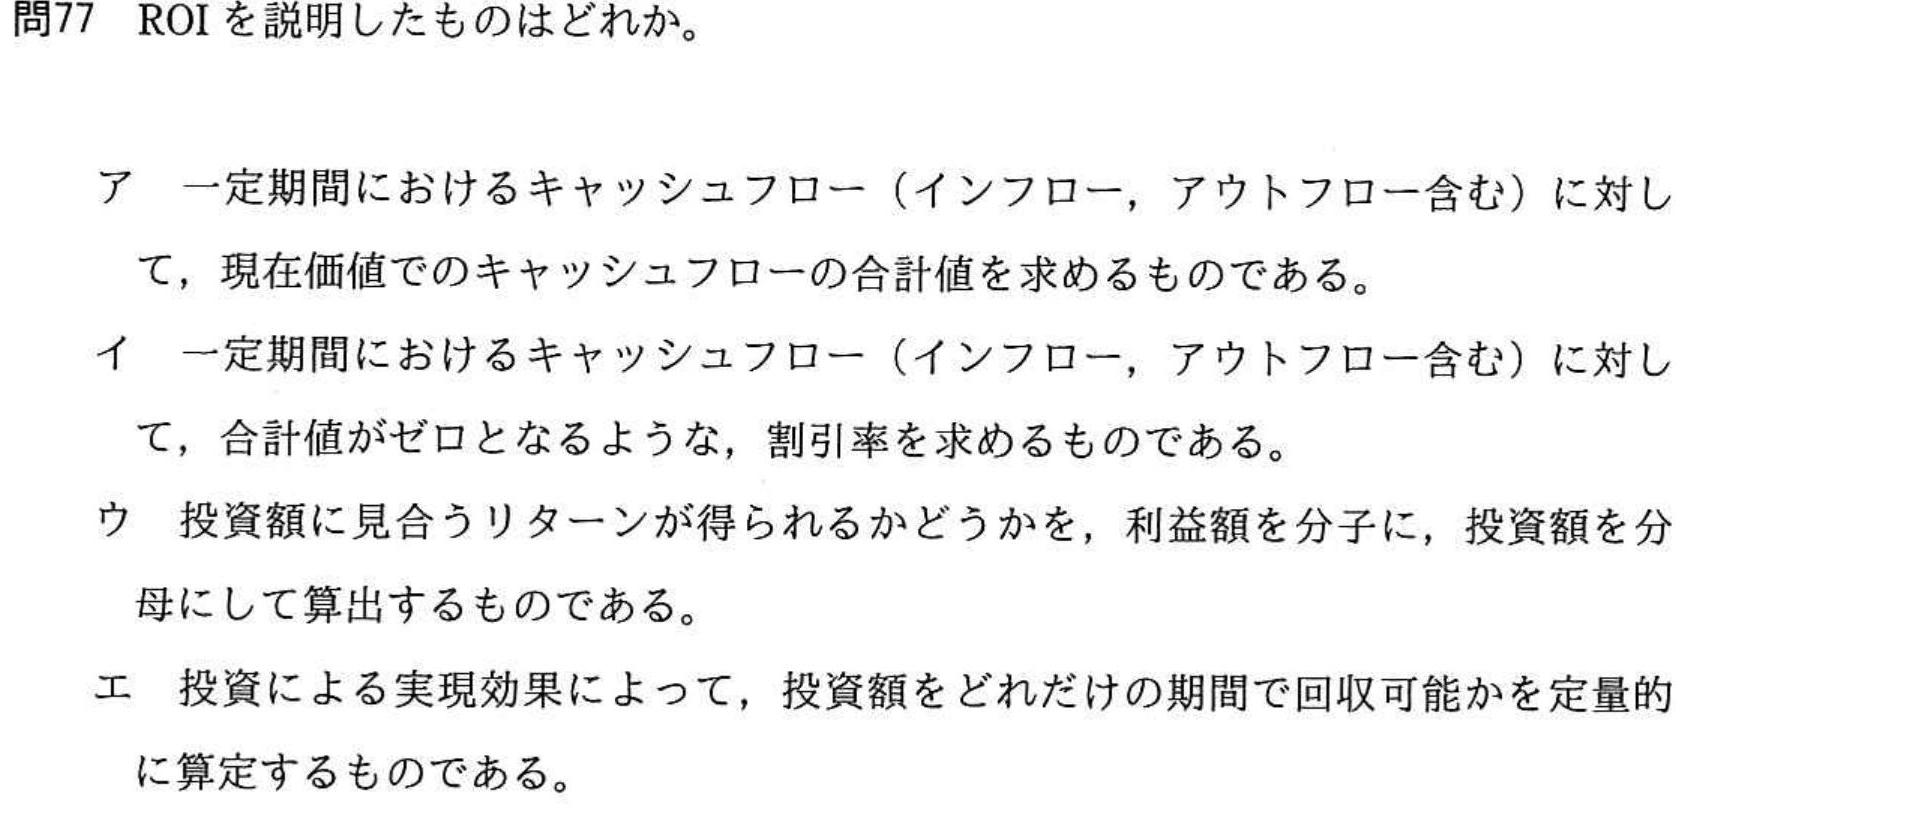 問77　ROI を説明したものはどれか。
ア　一定期間におけるキャッシュフロー（インフロー，アウトフロー含む）に対し
て，現在価値でのキャッシュフローの合計値を求めるものである。
イ　一定期間におけるキャッシュフロー（インフロー，アウトフロー含む）に対し
て，合計値がゼロとなるような，割引率を求めるものである。
ウ　投資額に見合うリターンが得られるかどうかを，利益額を分子に，投資額を分
母にして算出するものである。
エ　投資による実現効果によって，投資額をどれだけの期間で回収可能かを定量的
に算定するものである。